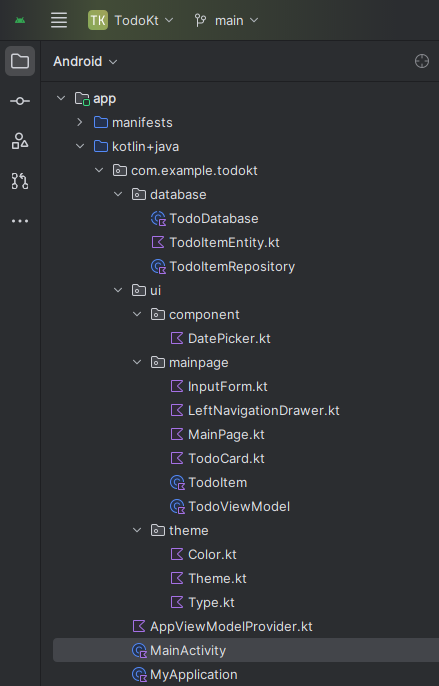 TK TodoKt main
Android
app
manifests
kotlin+java
com.example.todokt
database
TodoDatabase
TodoItemEntity.kt
TodoItemRepository
ui
component
DatePicker.kt
mainpage
InputForm.kt
LeftNavigationDrawer.kt
MainPage.kt
TodoCard.kt
TodoItem
TodoViewModel
theme
Color.kt
Theme.kt
Type.kt
AppViewModelProvider.kt
MainActivity
MyApplication